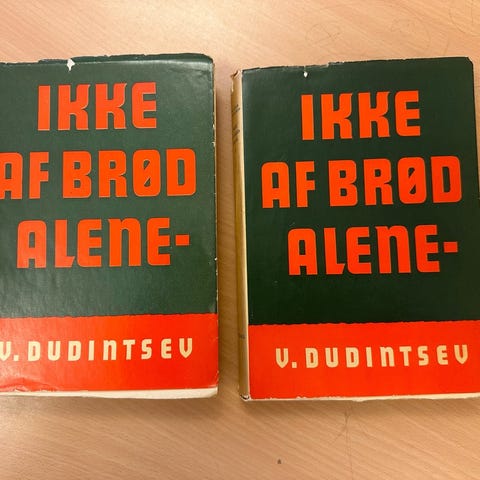 IKKE
AF BRØD
ALENE-
V. DUDINTSEV
IKKE
AF BRØD
ALENE-
V. DUDINTSEV